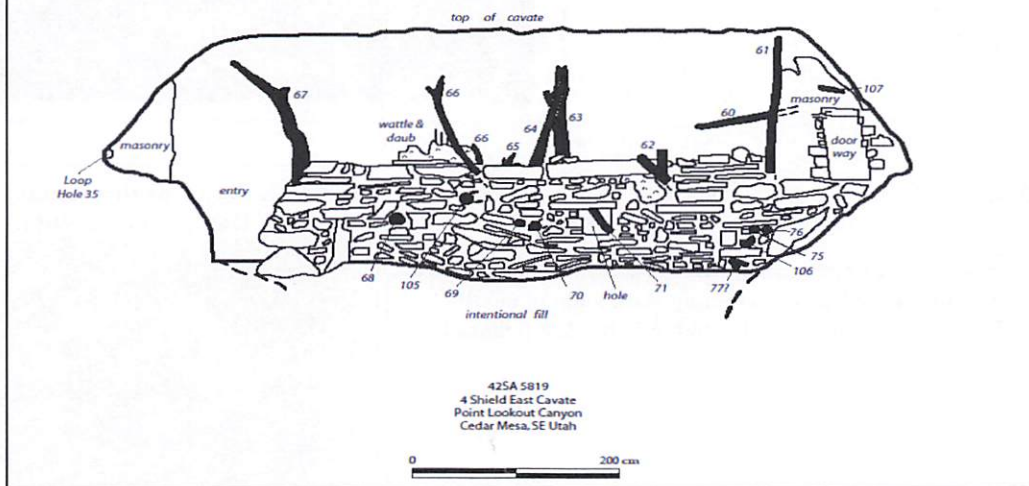 top of cavate
61
67
66
107
masonry
60
63
wattle &
daub
64
62
66
65
masonry
door
way
Loop
Hole 35
entry
76
75
68
106
105
71
77?
69
70
hole
intentional fill
42SA 5819
4 Shield East Cavate
Point Lookout Canyon
Cedar Mesa, SE Utah
0
200 cm